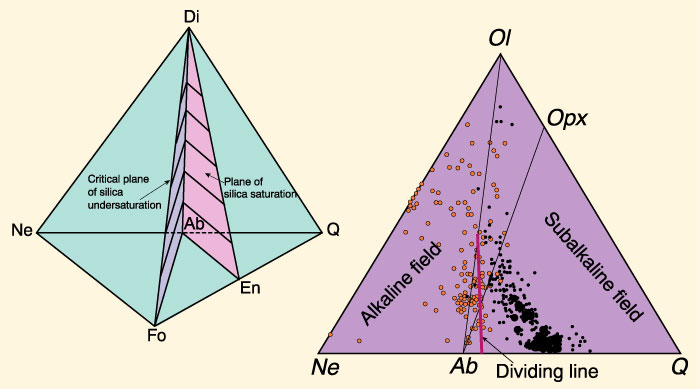 Di
Critical plane
of silica
undersaturation
Plane of
silica saturation
Ne
Ab
Q
En
Fo
Ol
Opx
Alkaline field
Subalkaline field
Ne
Ab
Q
Dividing line